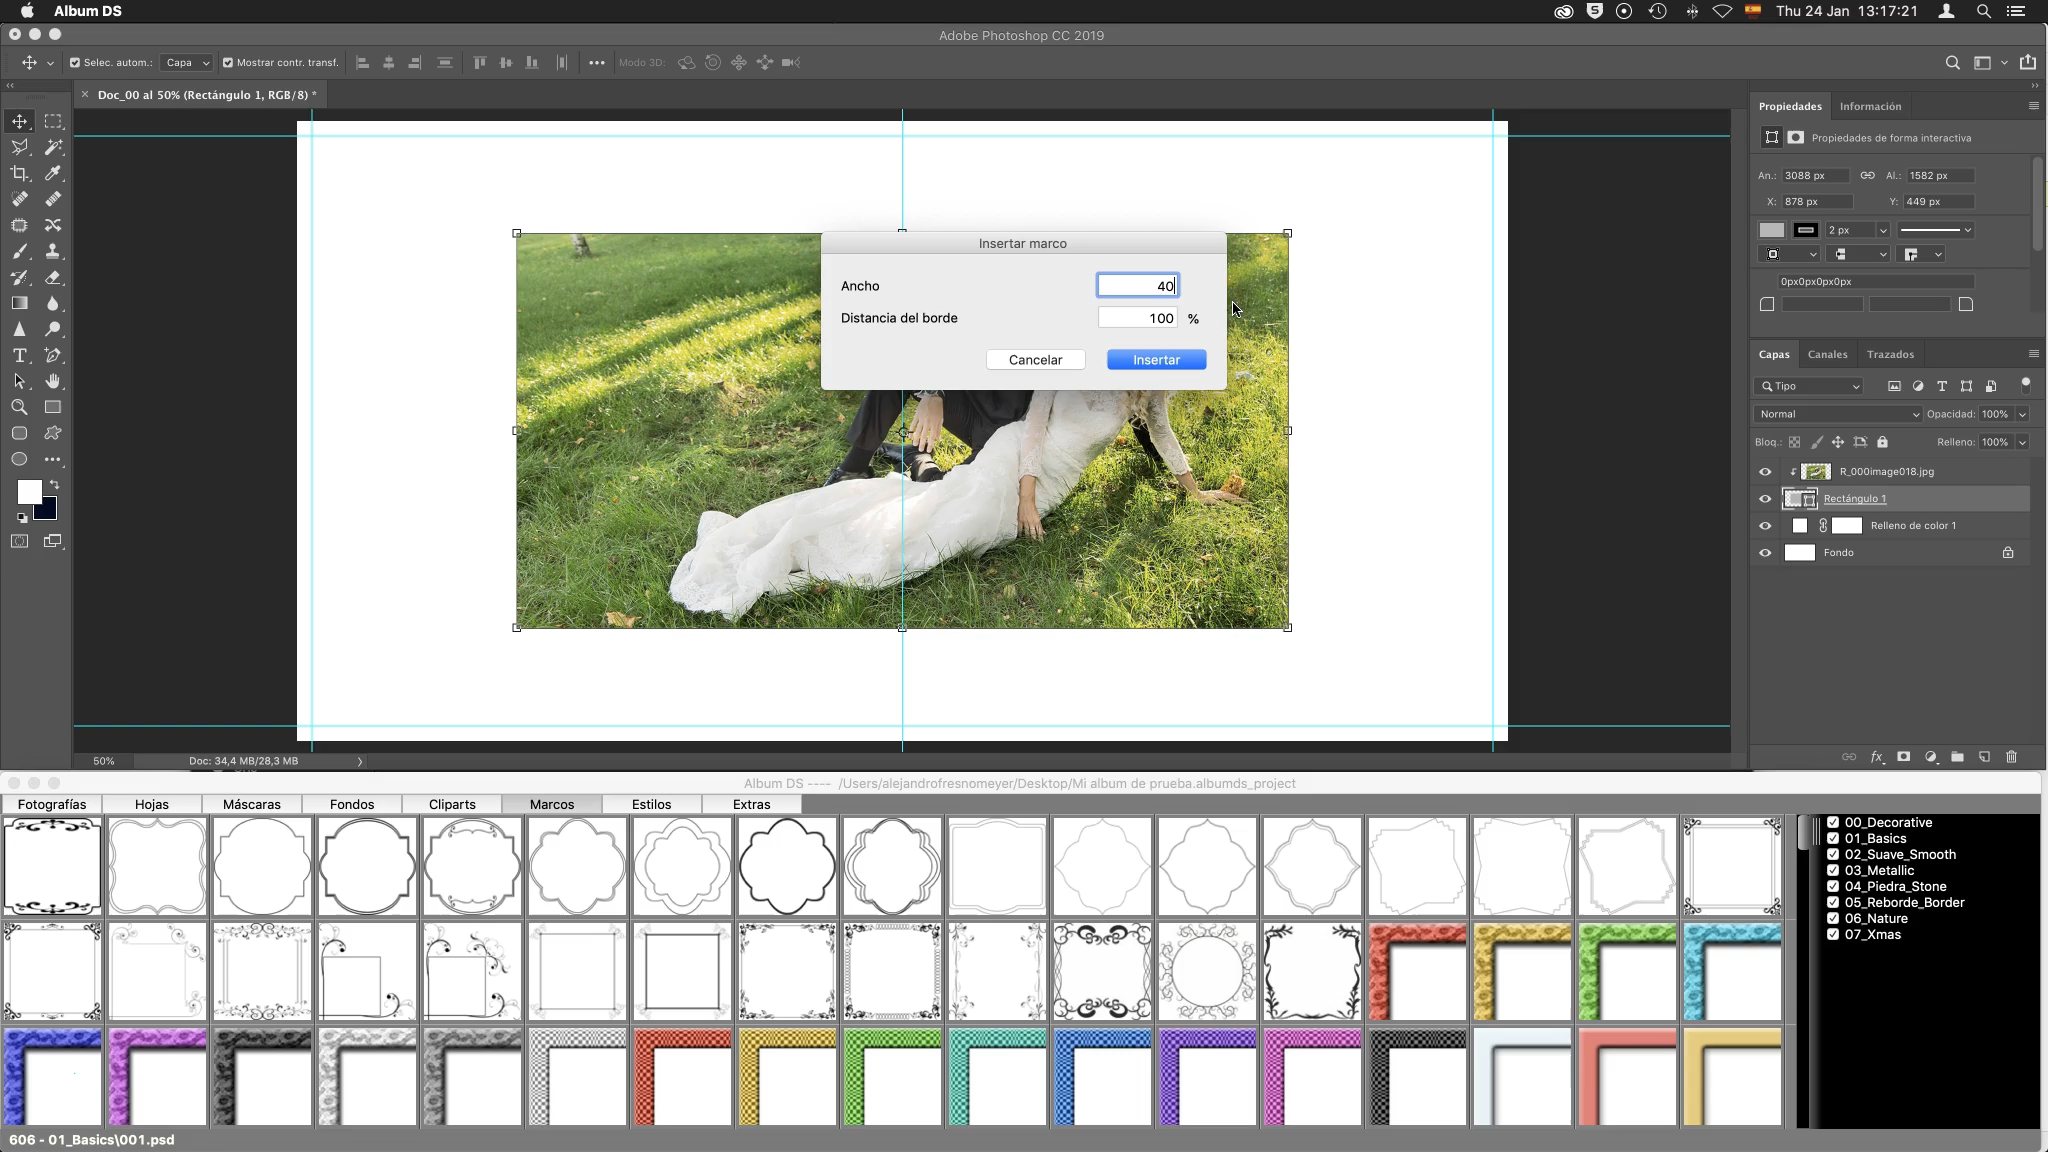 Album DS
Thu 24 Jan 13:17:21
Adobe Photoshop CC 2019
Selec. autom.: Capa Mostrar contr. transf. Modo 3D:
Doc_00 al 50% (Rectángulo 1, RGB/8) *
Propiedades Información
Propiedades de forma interactiva
An.: 3088 px Al.: 1582 px
X: 878 px Y: 449 px
2 px
0px0px0px0px
Insertar marco
Ancho 40
Distancia del borde 100 %
Cancelar Insertar
Capas Canales Trazados
Tipo
Normal Opacidad: 100%
Bloq.: Relleno: 100%
R_000image018.jpg
Rectángulo 1
Relleno de color 1
Fondo
50% Doc: 34,4 MB/28,3 MB
Album DS ---- /Users/alejandrofresnomeyer/Desktop/Mi album de prueba.albumds_project
Fotografías Hojas Máscaras Fondos Cliparts Marcos Estilos Extras
00_Decorative
01_Basics
02_Suave_Smooth
03_Metallic
04_Piedra_Stone
05_Reborde_Border
06_Nature
07_Xmas
606 - 01_Basics\001.psd